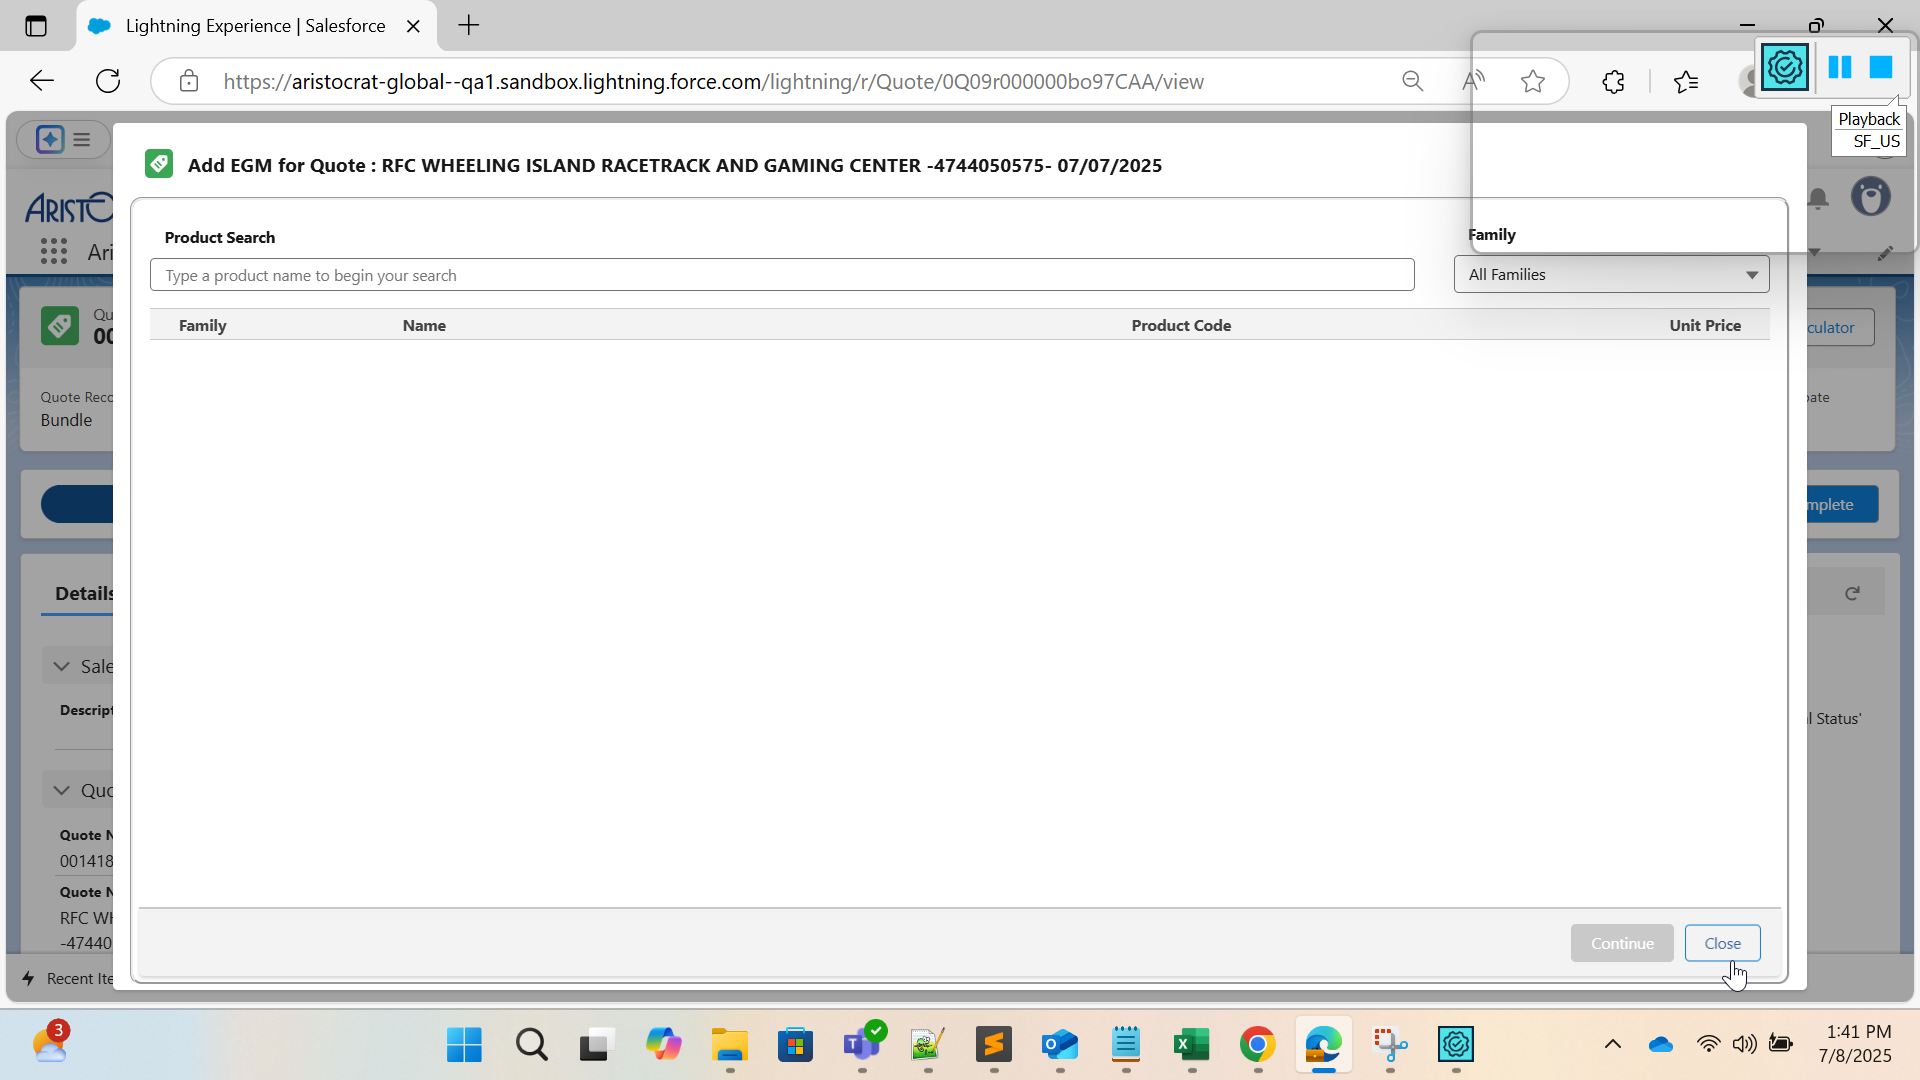 Lightning Experience | Salesforce
https://aristocrat-global--qa1.sandbox.lightning.force.com/lightning/r/Quote/0Q09r000000bo97CAA/view
Playback
SF_US
Add EGM for Quote : RFC WHEELING ISLAND RACETRACK AND GAMING CENTER -4744050575- 07/07/2025
ARISTO
Ari
Product Search
Family
Type a product name to begin your search
All Families
Family Name Product Code Unit Price
Qu
00
culator
Quote Reco
Bundle
ate
mplete
Details
Sale
Descript
l Status'
Quo
Quote N
001418
Quote N
RFC WH
-47440
Continue Close
Recent Ite
3
1:41 PM
7/8/2025